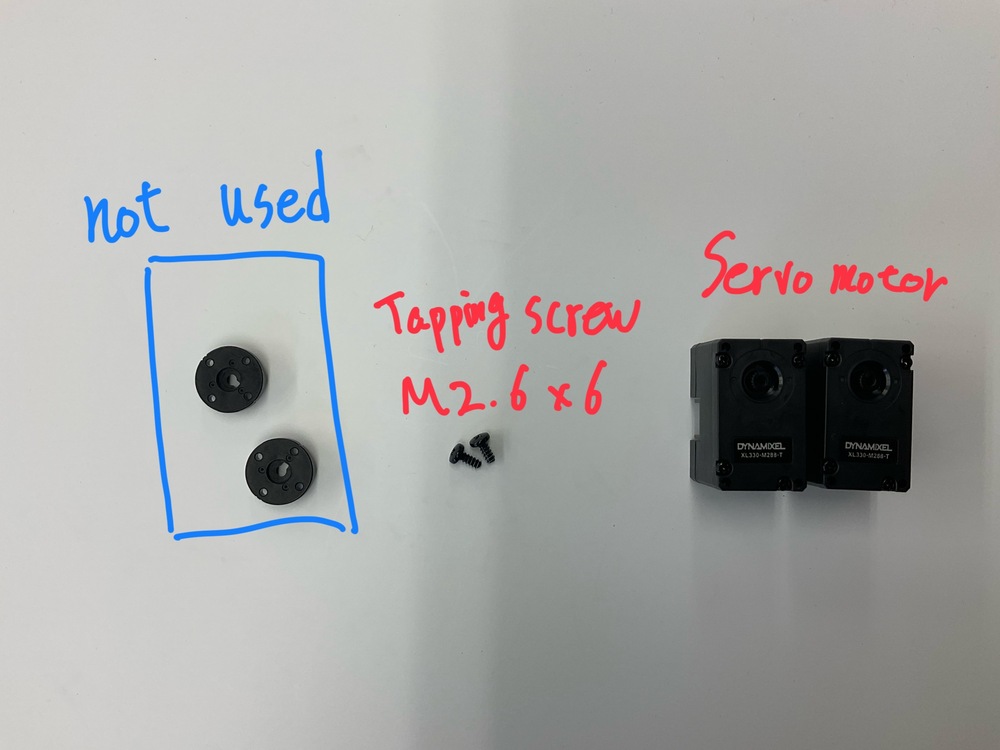 not used
Servo motor
Tapping screw
M2.6×6
DYNAMIXEL
XL330-M288-T
DYNAMIXEL
XL330-M288-T